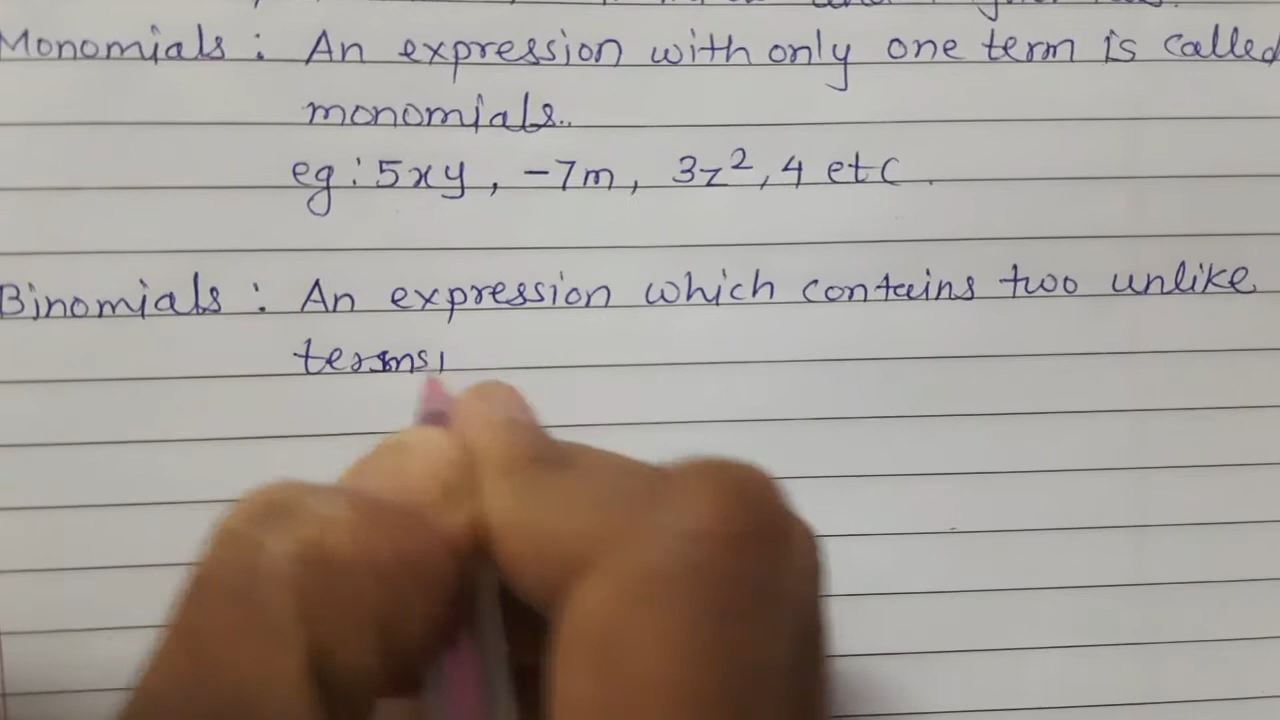 Monomials : An expression with only one term is called
monomials..
eg : 5xy , -7m , 3z², 4 etc .
Binomials : An expression which contains two unlike
terms